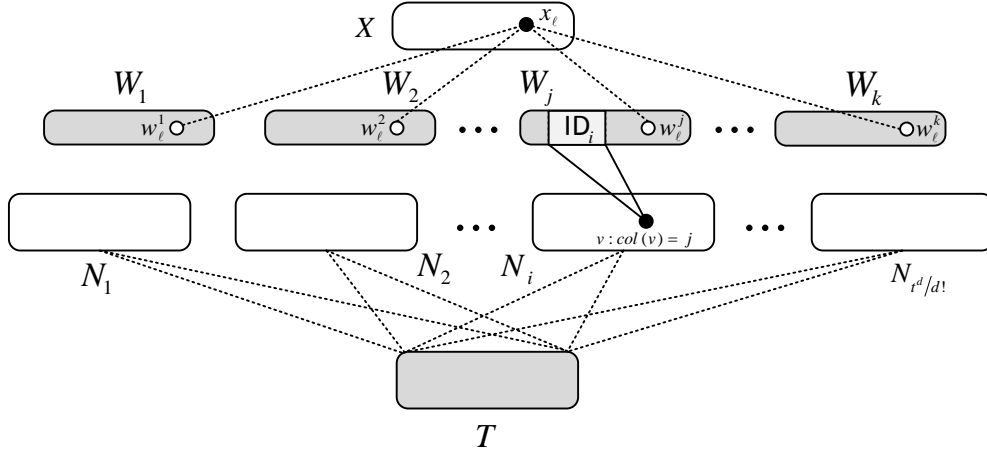 X x_ℓ
W_1 W_2 W_j W_k
w_ℓ^1 w_ℓ^2 ••• ID_i w_ℓ^j ••• w_ℓ^k
••• v : col (v) = j •••
N_1 N_2 N_i N_{t^d/d!}
T